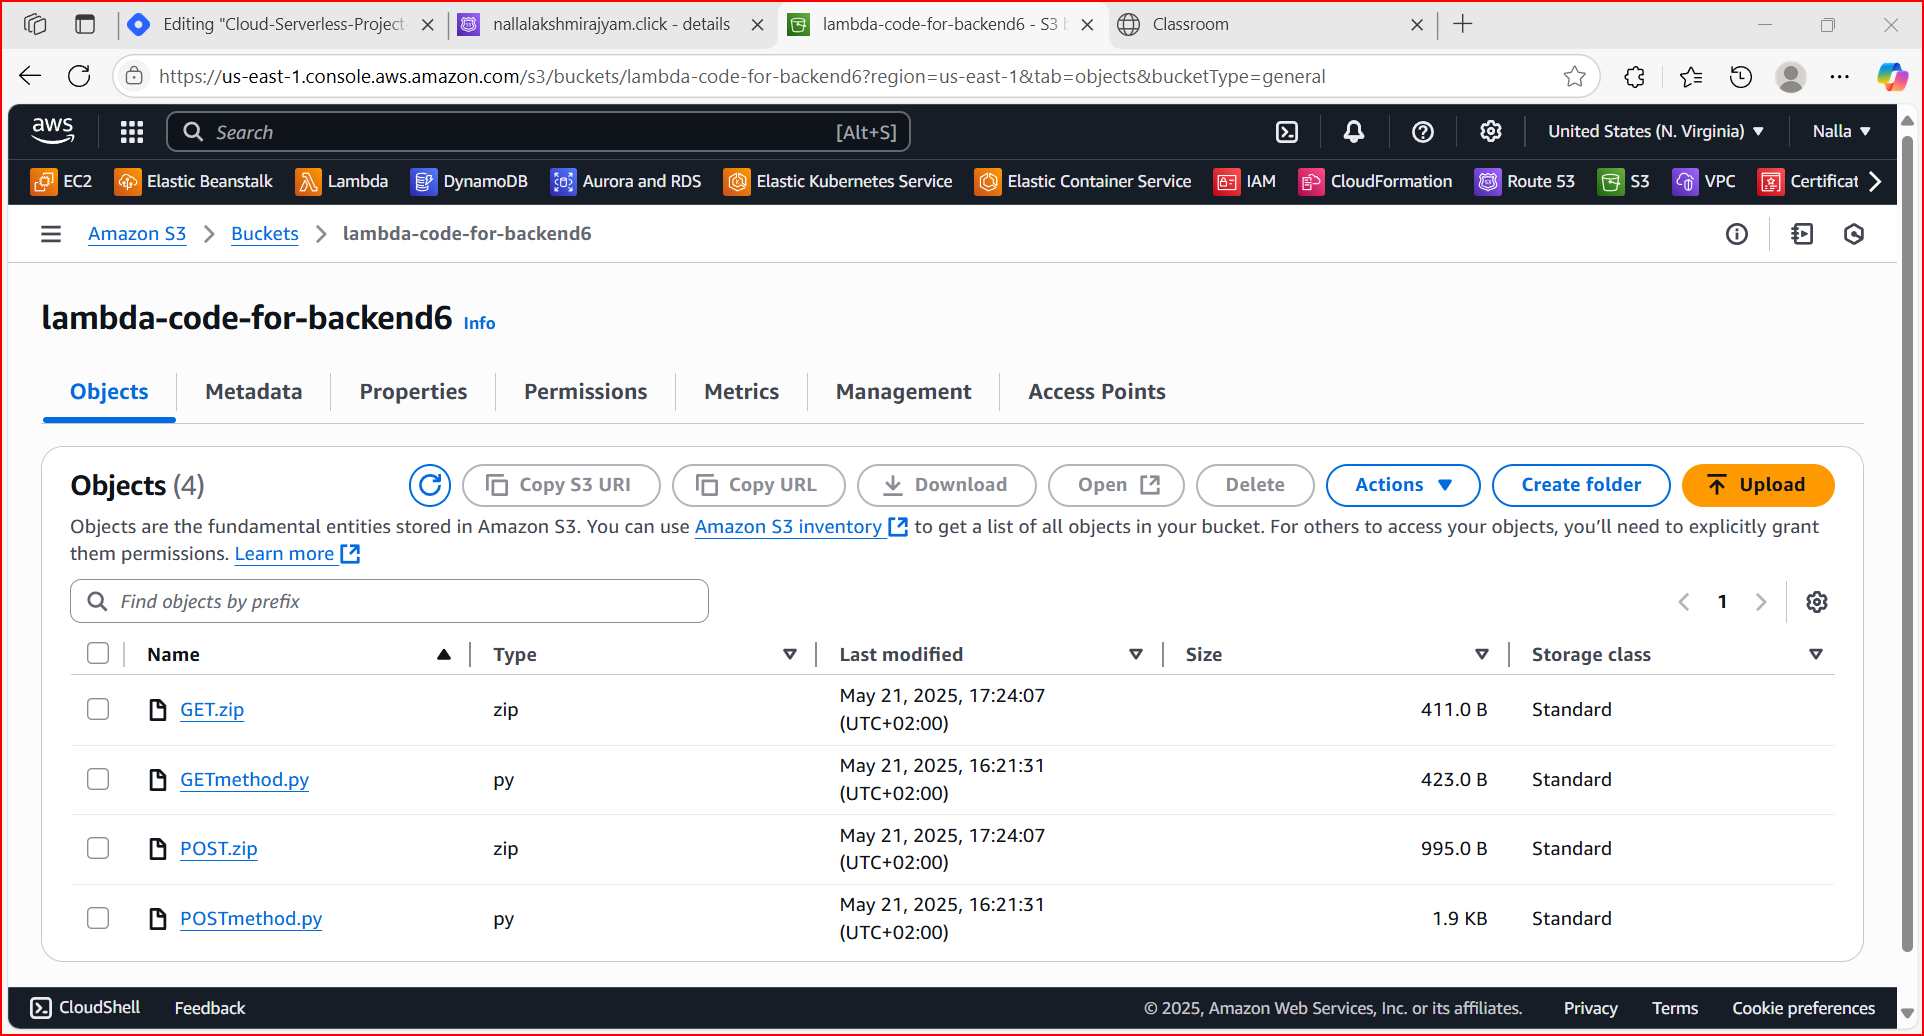 Editing "Cloud-Serverless-Project-
nallalakshmirajyam.click - details
lambda-code-for-backend6 - S3 b
Classroom
https://us-east-1.console.aws.amazon.com/s3/buckets/lambda-code-for-backend6?region=us-east-1&tab=objects&bucketType=general
aws
Search
[Alt+S]
United States (N. Virginia)
Nalla
EC2
Elastic Beanstalk
Lambda
DynamoDB
Aurora and RDS
Elastic Kubernetes Service
Elastic Container Service
IAM
CloudFormation
Route 53
S3
VPC
Certificat
Amazon S3
Buckets
lambda-code-for-backend6
lambda-code-for-backend6 Info
Objects
Metadata
Properties
Permissions
Metrics
Management
Access Points
Objects (4)
Copy S3 URI
Copy URL
Download
Open
Delete
Actions
Create folder
Upload
Objects are the fundamental entities stored in Amazon S3. You can use Amazon S3 inventory to get a list of all objects in your bucket. For others to access your objects, you’ll need to explicitly grant
them permissions. Learn more
Find objects by prefix
1
Name
Type
Last modified
Size
Storage class
GET.zip
zip
May 21, 2025, 17:24:07
(UTC+02:00)
411.0 B
Standard
GETmethod.py
py
May 21, 2025, 16:21:31
(UTC+02:00)
423.0 B
Standard
POST.zip
zip
May 21, 2025, 17:24:07
(UTC+02:00)
995.0 B
Standard
POSTmethod.py
py
May 21, 2025, 16:21:31
(UTC+02:00)
1.9 KB
Standard
CloudShell
Feedback
© 2025, Amazon Web Services, Inc. or its affiliates.
Privacy
Terms
Cookie preferences